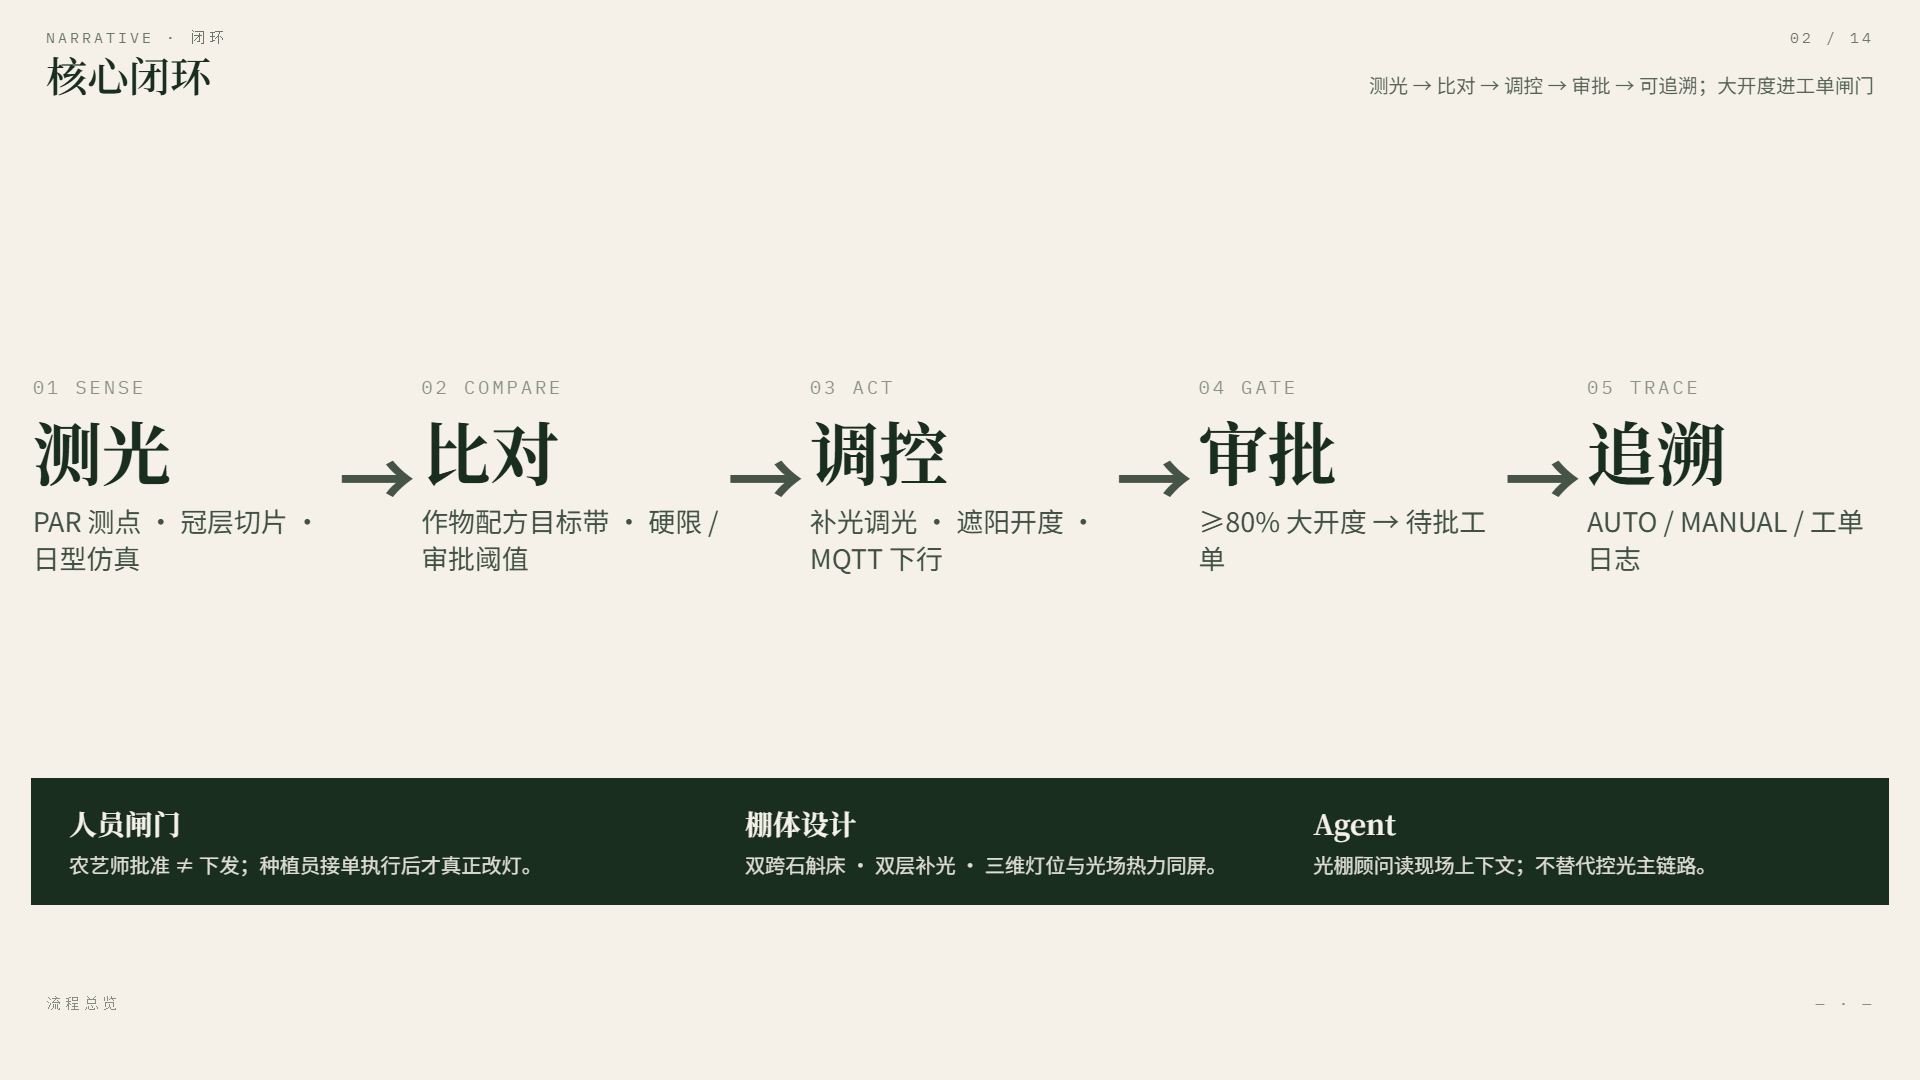 NARRATIVE · 闭环
02 / 14
核心闭环
测光 → 比对 → 调控 → 审批 → 可追溯；大开度进工单闸门
01 SENSE
测光
PAR 测点 · 冠层切片 ·
日型仿真
→
02 COMPARE
比对
作物配方目标带 · 硬限 /
审批阈值
→
03 ACT
调控
补光调光 · 遮阳开度 ·
MQTT 下行
→
04 GATE
审批
≥80% 大开度 → 待批工
单
→
05 TRACE
追溯
AUTO / MANUAL / 工单
日志
人员闸门
农艺师批准 ≠ 下发；种植员接单执行后才真正改灯。
棚体设计
双跨石斛床 · 双层补光 · 三维灯位与光场热力同屏。
Agent
光棚顾问读现场上下文；不替代控光主链路。
流程总览
— · —